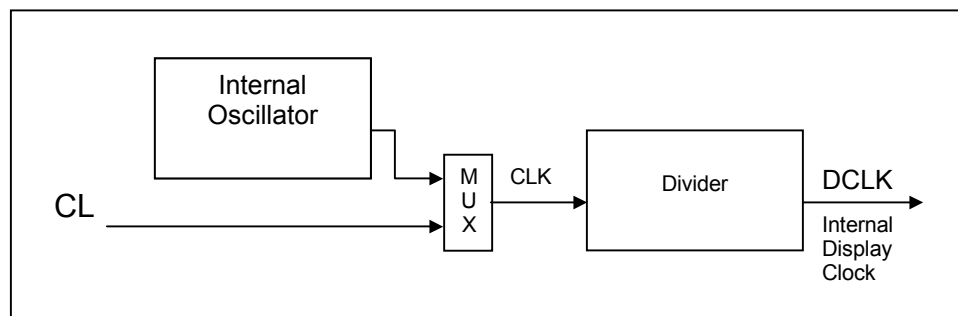 Internal
Oscillator
M
U
X
CL
CLK
Divider
DCLK
Internal
Display
Clock